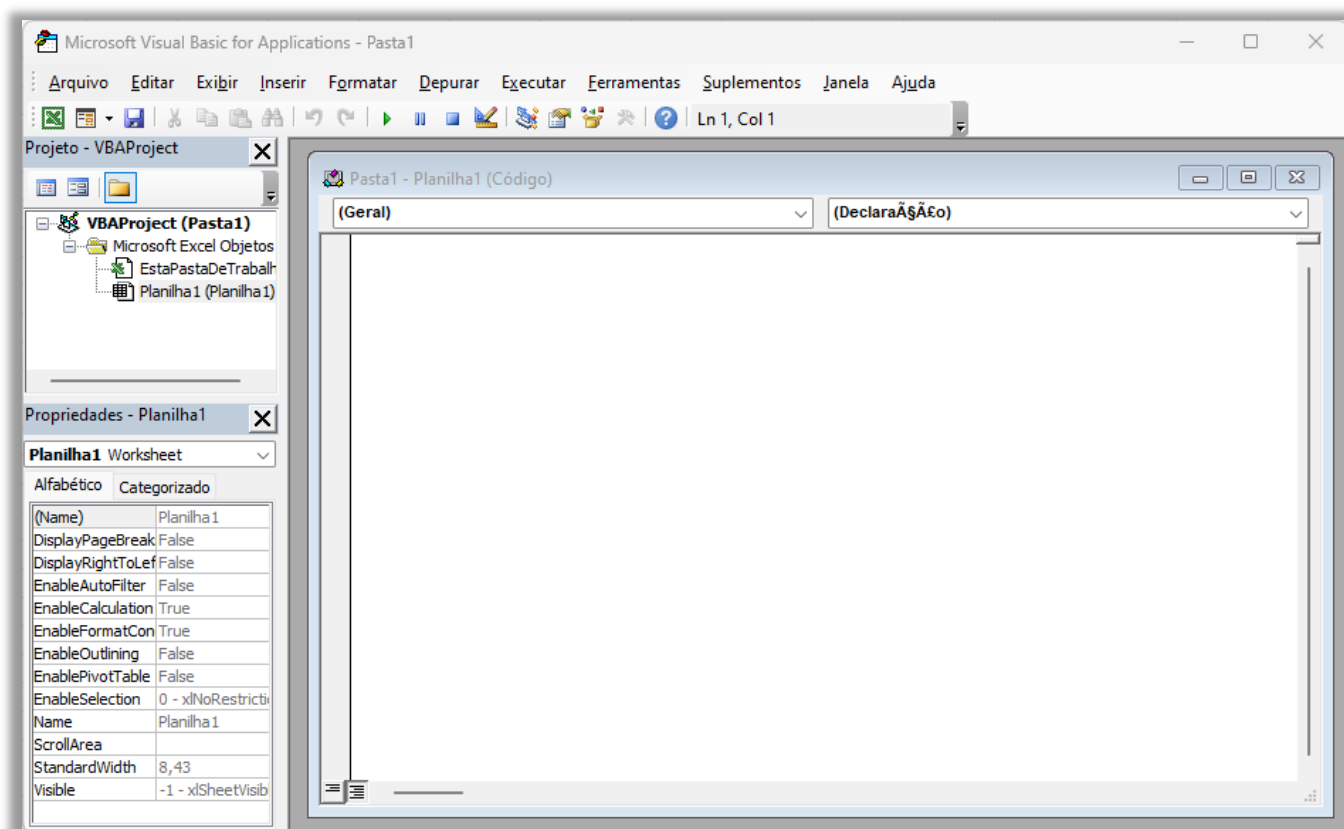 Microsoft Visual Basic for Applications - Pasta1
Arquivo Editar Exibir Inserir Formatar Depurar Executar Ferramentas Suplementos Janela Ajuda
Ln 1, Col 1
Projeto - VBAProject
VBAProject (Pasta1)
Microsoft Excel Objetos
EstaPastaDeTrabalh
Planilha1 (Planilha1)
Propriedades - Planilha1
Planilha1 Worksheet
Alfabético Categorizado
(Name) Planilha1
DisplayPageBreak False
DisplayRightToLef False
EnableAutoFilter False
EnableCalculation True
EnableFormatCon True
EnableOutlining False
EnablePivotTable False
EnableSelection 0 - xlNoRestricti
Name Planilha1
ScrollArea
StandardWidth 8,43
Visible -1 - xlSheetVisib
Pasta1 - Planilha1 (Código)
(Geral) (DeclaraÃ§Ã£o)